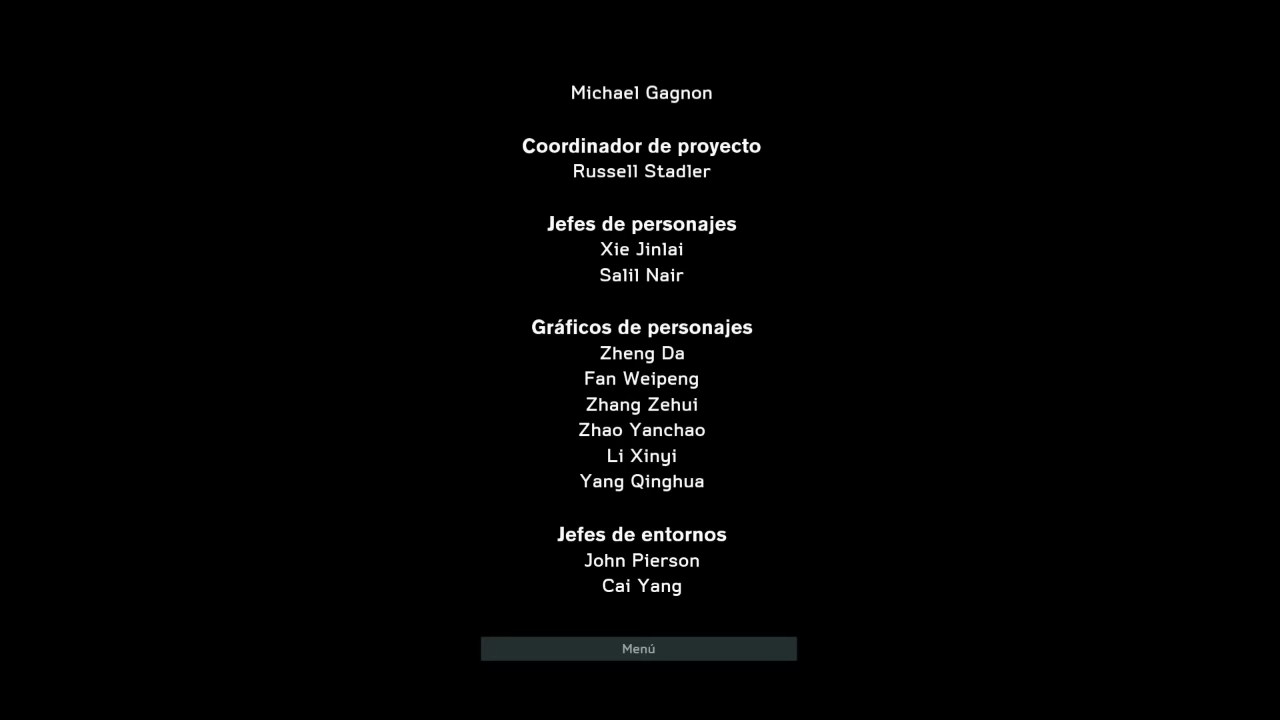 Michael Gagnon
Coordinador de proyecto
Russell Stadler
Jefes de personajes
Xie Jinlai
Salil Nair
Gráficos de personajes
Zheng Da
Fan Weipeng
Zhang Zehui
Zhao Yanchao
Li Xinyi
Yang Qinghua
Jefes de entornos
John Pierson
Cai Yang
Menú